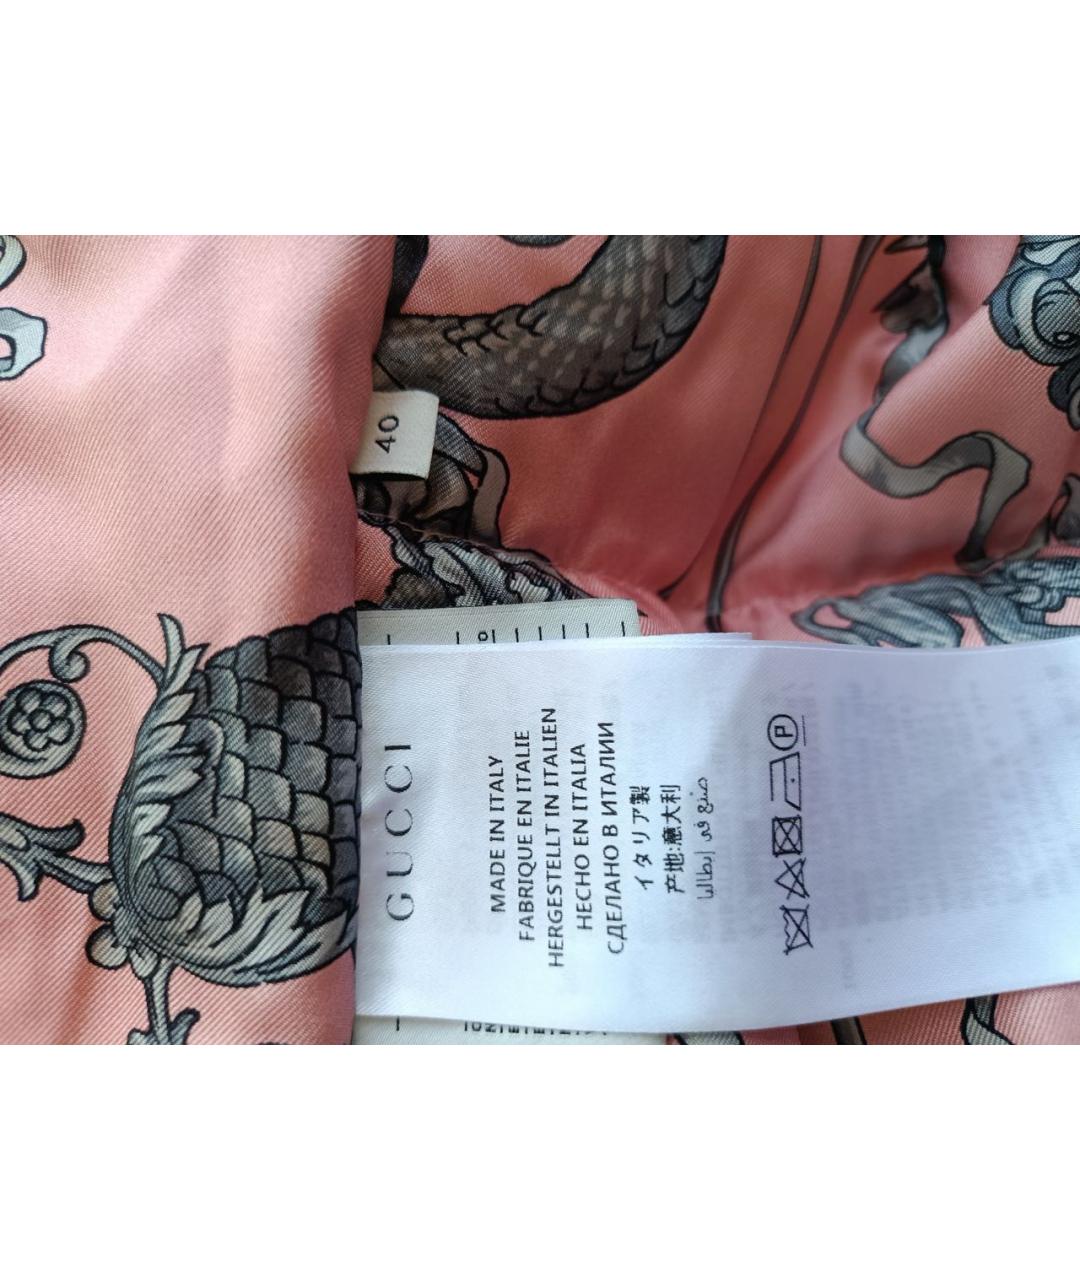 40
GUCCI
MADE IN ITALY
FABRIQUE EN ITALIE
HERGESTELLT IN ITALIEN
HECHO EN ITALIA
СДЕЛАНО В ИТАЛИИ
イタリア製
产地:意大利
صنع في إيطاليا
P